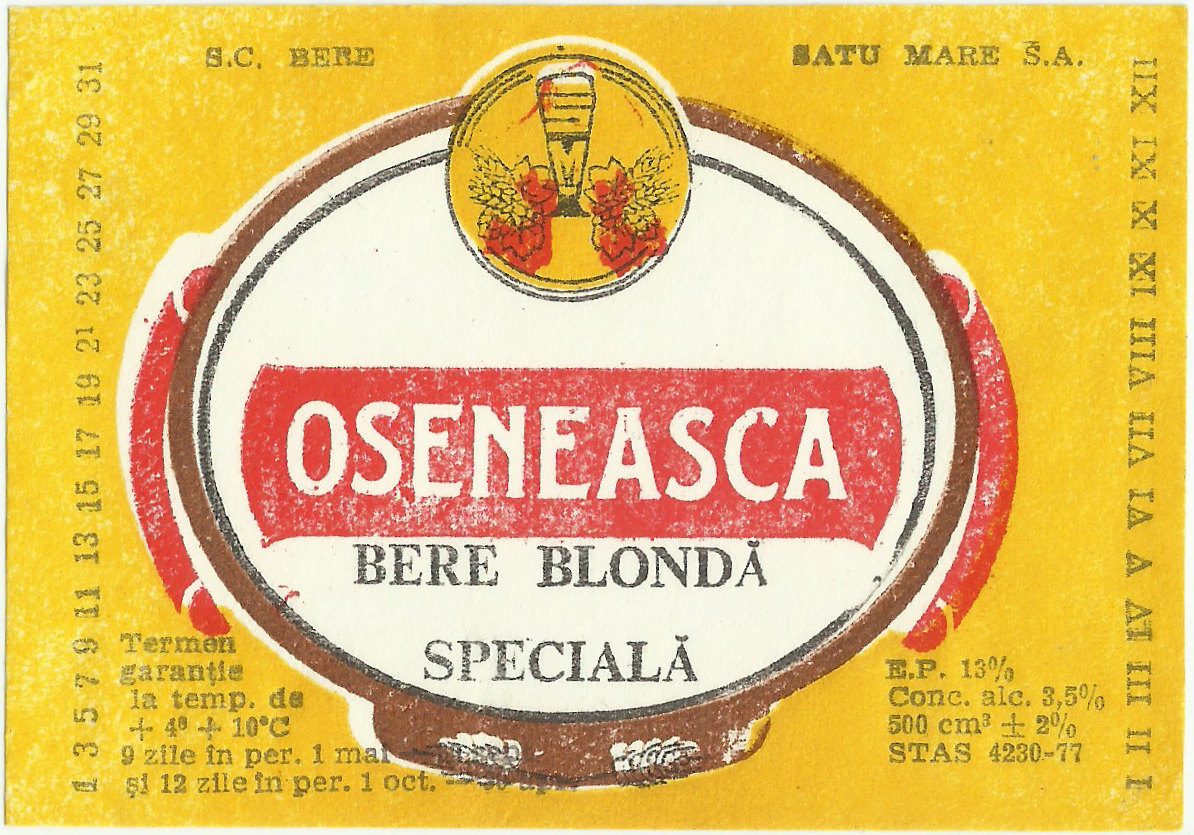 S.C. BERE SATU MARE S.A.
1 3 5 7 9 11 13 15 17 19 21 23 25 27 29 31
OSENEASCA
BERE BLONDĂ
SPECIALĂ
Termen
garanție
la temp. de
+ 4° + 10°C
9 zile în per. 1 mai
și 12 zile în per. 1 oct. — 30
E.P. 13%
Conc. alc. 3,5%
500 cm³ ± 2%
STAS 4230-77
I II III IV V VI VII VIII IX X XI XII